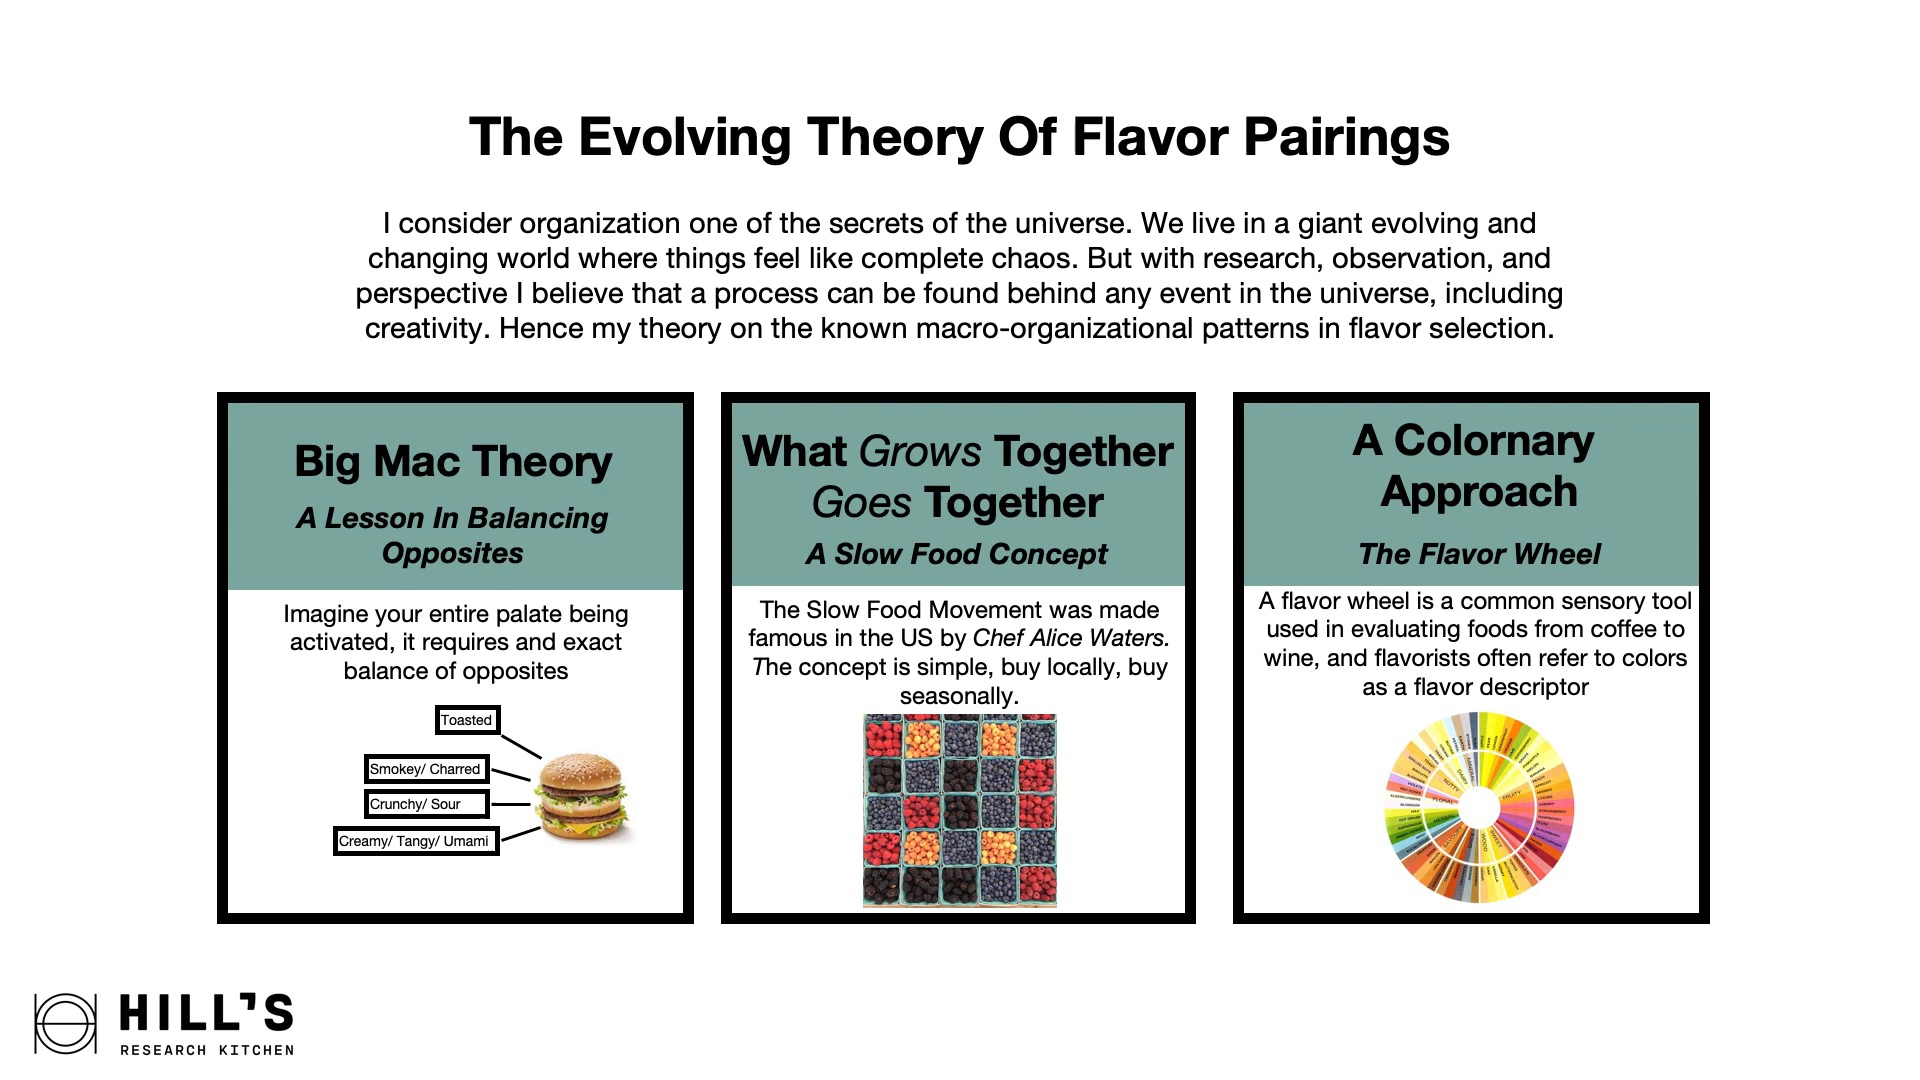 The Evolving Theory Of Flavor Pairings
I consider organization one of the secrets of the universe. We live in a giant evolving and
changing world where things feel like complete chaos. But with research, observation, and
perspective I believe that a process can be found behind any event in the universe, including
creativity. Hence my theory on the known macro-organizational patterns in flavor selection.
Big Mac Theory
A Lesson In Balancing
Opposites
Imagine your entire palate being
activated, it requires and exact
balance of opposites
Toasted
Smokey/ Charred
Crunchy/ Sour
Creamy/ Tangy/ Umami
What Grows Together
Goes Together
A Slow Food Concept
The Slow Food Movement was made
famous in the US by Chef Alice Waters.
The concept is simple, buy locally, buy
seasonally.
A Colornary
Approach
The Flavor Wheel
A flavor wheel is a common sensory tool
used in evaluating foods from coffee to
wine, and flavorists often refer to colors
as a flavor descriptor
MINERAL
DAIRY
NUTTY
FLORAL
FRUITY
SWEET
WOOD
HILL'S
RESEARCH KITCHEN